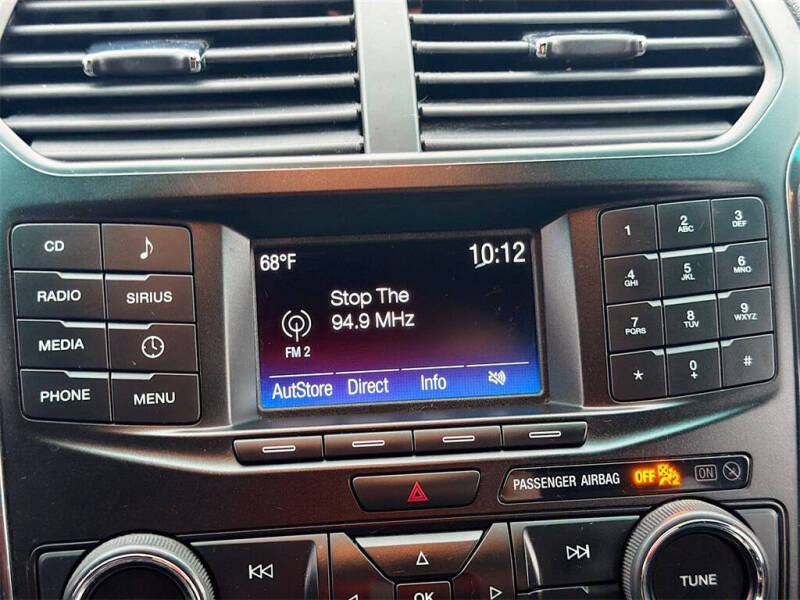 68°F
10:12
Stop The
94.9 MHz
FM 2
AutStore Direct Info
CD
RADIO SIRIUS
MEDIA
PHONE MENU
1 2 ABC 3 DEF
4 GHI 5 JKL 6 MNO
7 PQRS 8 TUV 9 WXYZ
* 0 + #
PASSENGER AIRBAG OFF 2 ON
OK
TUNE